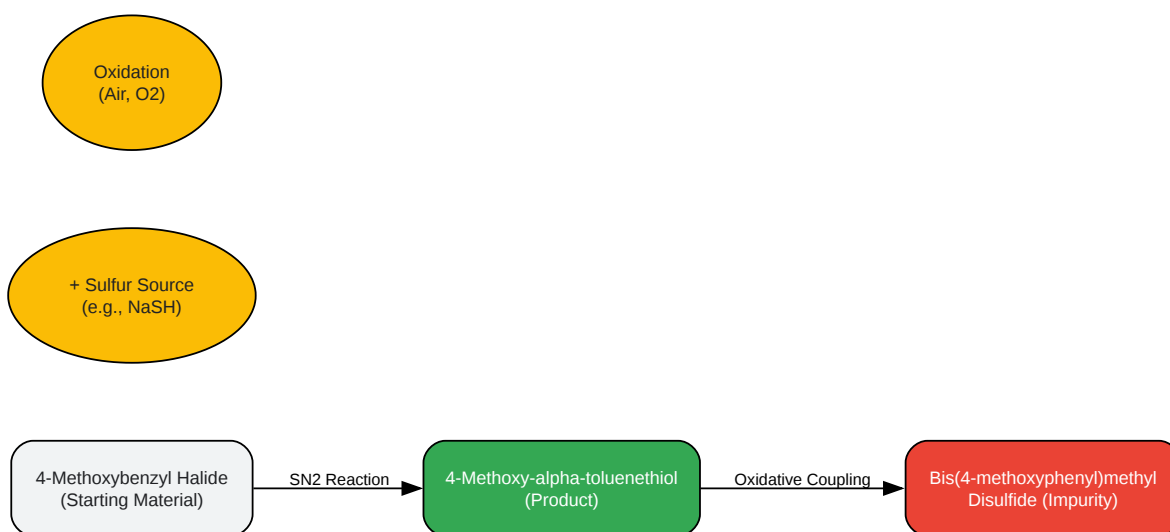 Oxidation
(Air, O2)
+ Sulfur Source
(e.g., NaSH)
4-Methoxybenzyl Halide
(Starting Material)
SN2 Reaction
4-Methoxy-alpha-toluenethiol
(Product)
Oxidative Coupling
Bis(4-methoxyphenyl)methyl
Disulfide (Impurity)